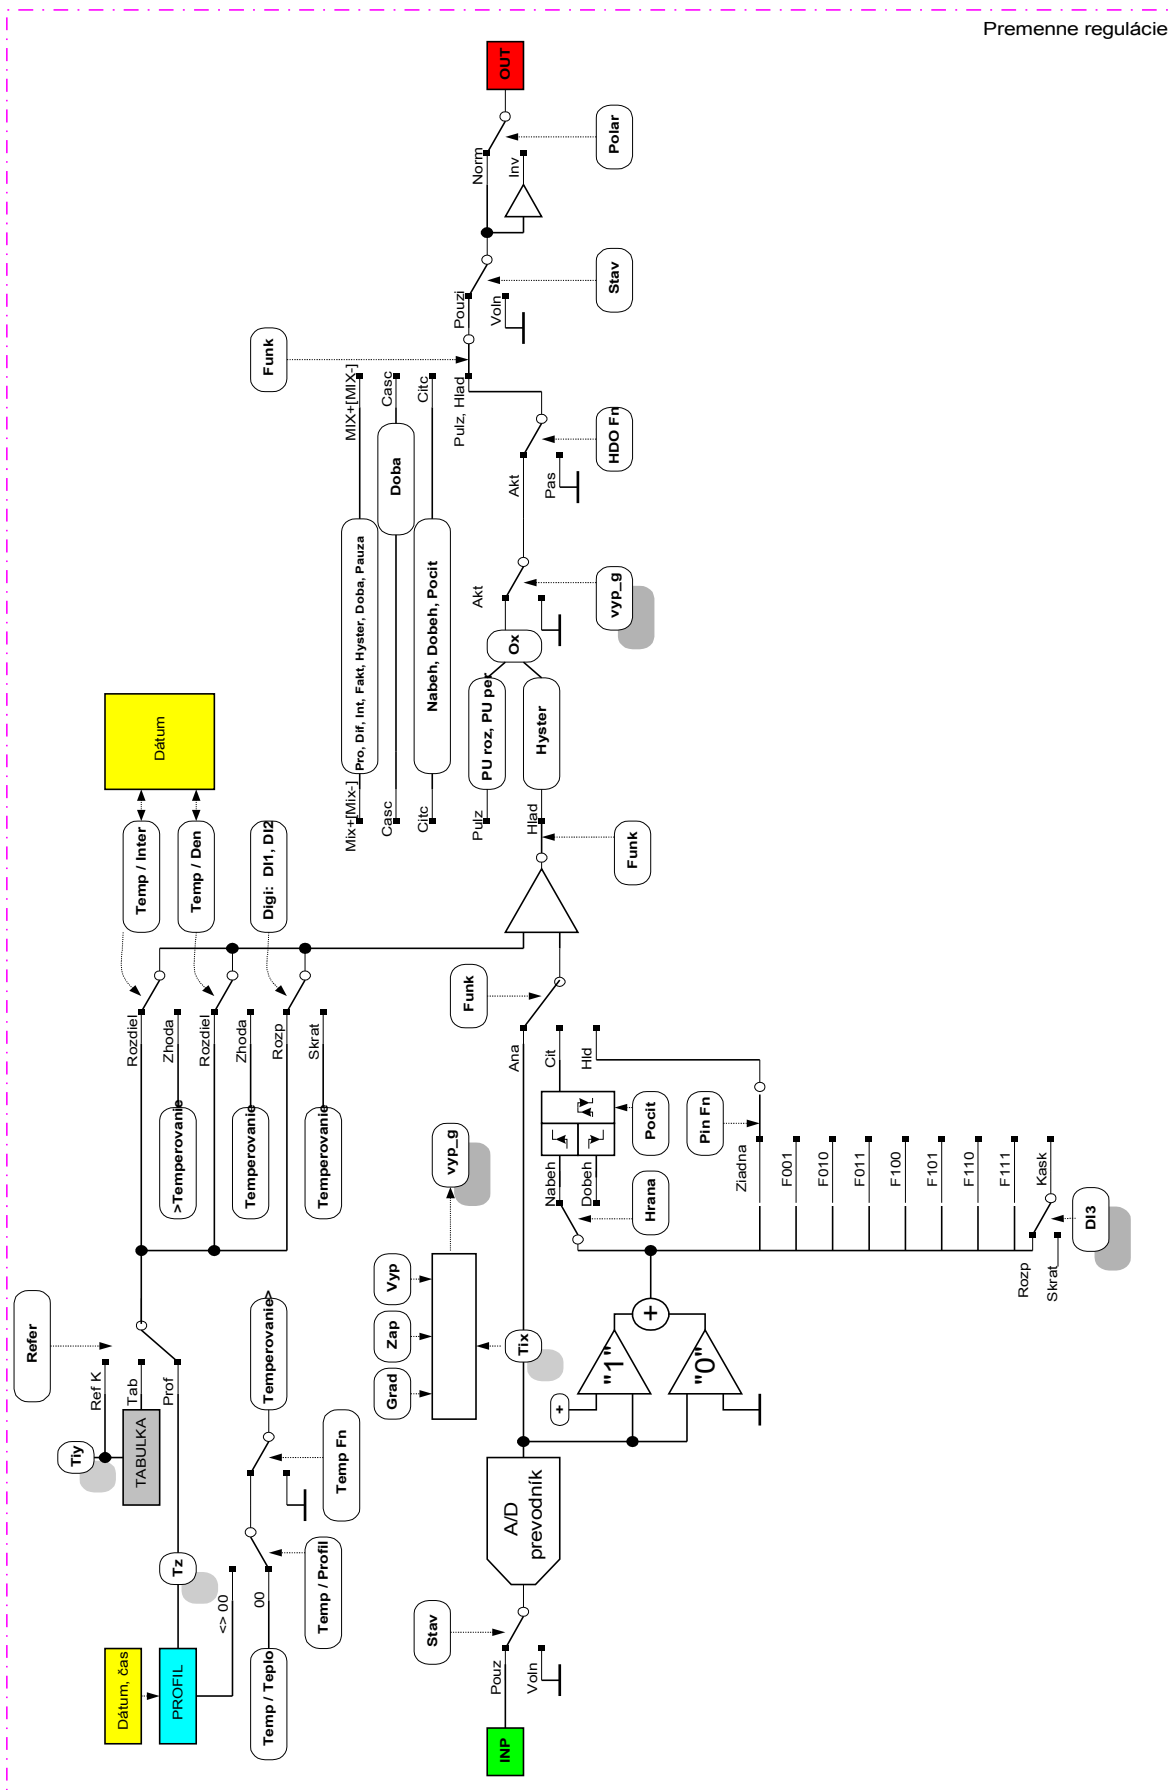 Premenne regulácie
OUT
Norm
Inv
Polar
Pouzi
Voln
Stav
Funk
MIX+[MIX-]
Casc
Citc
Pulz, Hlad
Doba
Pro, Dif, Int, Fakt, Hyster, Doba, Pauza
Nabeh, Dobeh, Pocit
Akt
Pas
HDO Fn
Akt
vyp_g
Ox
PU roz, PU per
Hyster
Mix+[Mix-]
Casc
Citc
Pulz
Hlad
Funk
Dátum
Temp / Inter
Temp / Den
Digi: DI1, DI2
Rozdiel
Zhoda
Rozdiel
Zhoda
Rozp
Skrat
>Temperovanie
Temperovanie
Temperovanie
Funk
Ana
Cit
Hld
Pocit
Pin Fn
Nabeh
Dobeh
Hrana
Ziadna
F001
F010
F011
F100
F101
F110
F111
Kask
DI3
Rozp
Skrat
vyp_g
Vyp
Zap
Grad
Tix
+
"1"
"0"
+
Refer
Ref K
Tab
Prof
Tiy
TABULKA
Temperovanie>
Temp Fn
Temp / Profil
Tz
<> 00
00
Dátum, čas
PROFIL
Temp / Teplo
A/D
prevodník
Stav
Pouz
Voln
INP